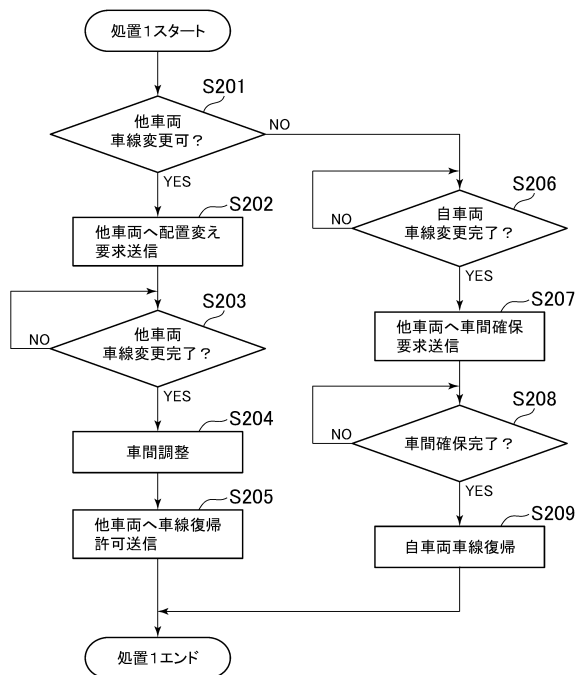 処置1スタート
S201
他車両
車線変更可？
NO
YES
S202
他車両へ配置変え
要求送信
S203
他車両
車線変更完了？
NO
YES
S204
車間調整
S205
他車両へ車線復帰
許可送信
S206
自車両
車線変更完了？
NO
YES
S207
他車両へ車間確保
要求送信
S208
車間確保完了？
NO
YES
S209
自車両車線復帰
処置1エンド